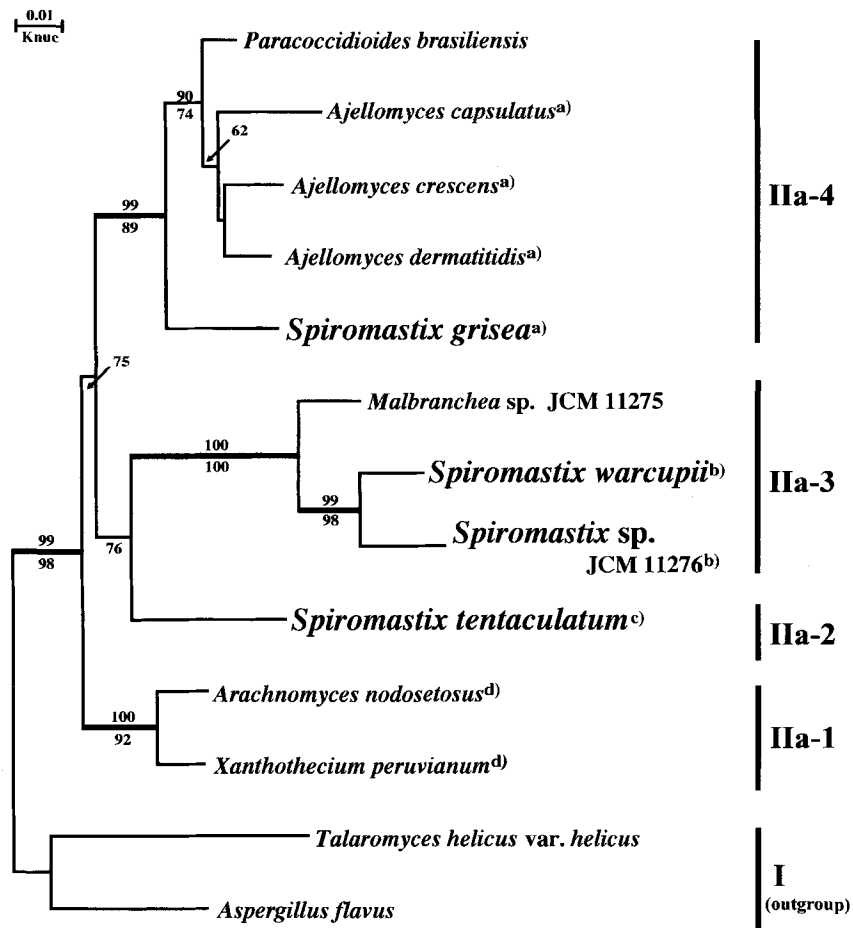 0.01
Knuc
Paracoccidioides brasiliensis
90
74
Ajellomyces capsulatus a)
62
Ajellomyces crescens a)
IIa-4
99
89
Ajellomyces dermatitidis a)
Spiromastix grisea a)
75
Malbranchea sp. JCM 11275
100
100
Spiromastix warcupii b)
IIa-3
99
98
Spiromastix sp.
JCM 11276 b)
99
98
76
Spiromastix tentaculatum c)
IIa-2
Arachnomyces nodosetosus d)
100
92
IIa-1
Xanthothecium peruvianum d)
Talaromyces helicus var. helicus
I
(outgroup)
Aspergillus flavus